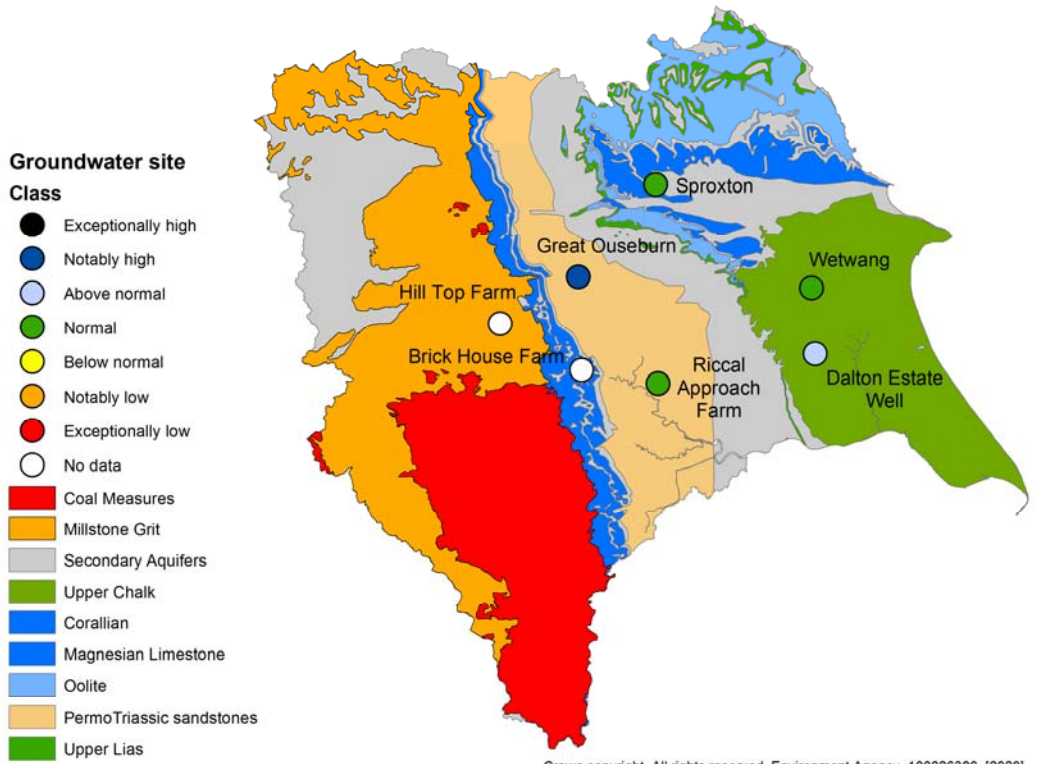 Groundwater site
Class
Exceptionally high
Notably high
Above normal
Normal
Below normal
Notably low
Exceptionally low
No data
Coal Measures
Millstone Grit
Secondary Aquifers
Upper Chalk
Corallian
Magnesian Limestone
Oolite
PermoTriassic sandstones
Upper Lias
Sproxton
Great Ouseburn
Wetwang
Hill Top Farm
Brick House Farm
Riccal
Approach
Farm
Dalton Estate
Well